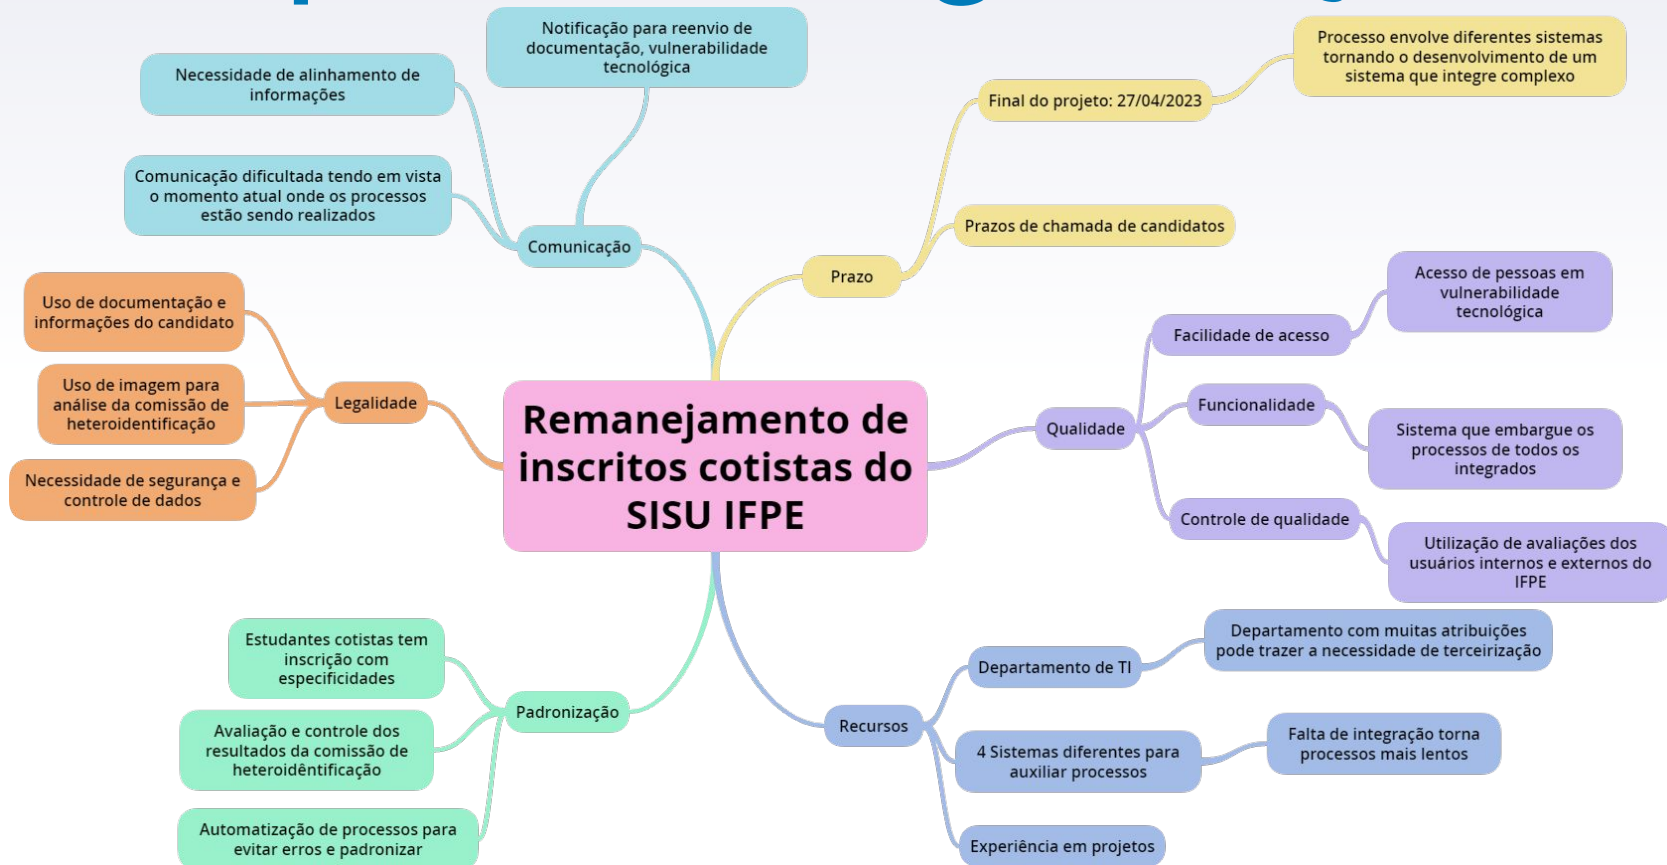 Notificação para reenvio de
documentação, vulnerabilidade
tecnológica
Necessidade de alinhamento de
informações
Comunicação dificultada tendo em vista
o momento atual onde os processos
estão sendo realizados
Comunicação
Processo envolve diferentes sistemas
tornando o desenvolvimento de um
sistema que integre complexo
Final do projeto: 27/04/2023
Prazos de chamada de candidatos
Prazo
Uso de documentação e
informações do candidato
Uso de imagem para
análise da comissão de
heteroidentificação
Necessidade de segurança e
controle de dados
Legalidade
Remanejamento de
inscritos cotistas do
SISU IFPE
Qualidade
Facilidade de acesso
Acesso de pessoas em
vulnerabilidade
tecnológica
Funcionalidade
Sistema que embargue os
processos de todos os
integrados
Controle de qualidade
Utilização de avaliações dos
usuários internos e externos do
IFPE
Estudantes cotistas tem
inscrição com
especificidades
Avaliação e controle dos
resultados da comissão de
heteroidêntificação
Automatização de processos para
evitar erros e padronizar
Padronização
Recursos
Departamento de TI
Departamento com muitas atribuições
pode trazer a necessidade de terceirização
4 Sistemas diferentes para
auxiliar processos
Falta de integração torna
processos mais lentos
Experiência em projetos